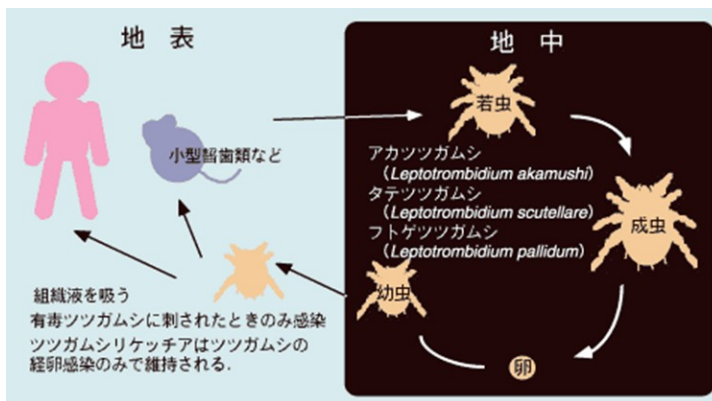 地 表
地 中
若虫
小型齧歯類など
アカツツガムシ
（Leptotrombidium akamushi）
タテツツガムシ
（Leptotrombidium scutellare）
フトゲツツガムシ
（Leptotrombidium pallidum）
成虫
幼虫
卵
組織液を吸う
有毒ツツガムシに刺されたときのみ感染
ツツガムシリケッチアはツツガムシの
経卵感染のみで維持される.